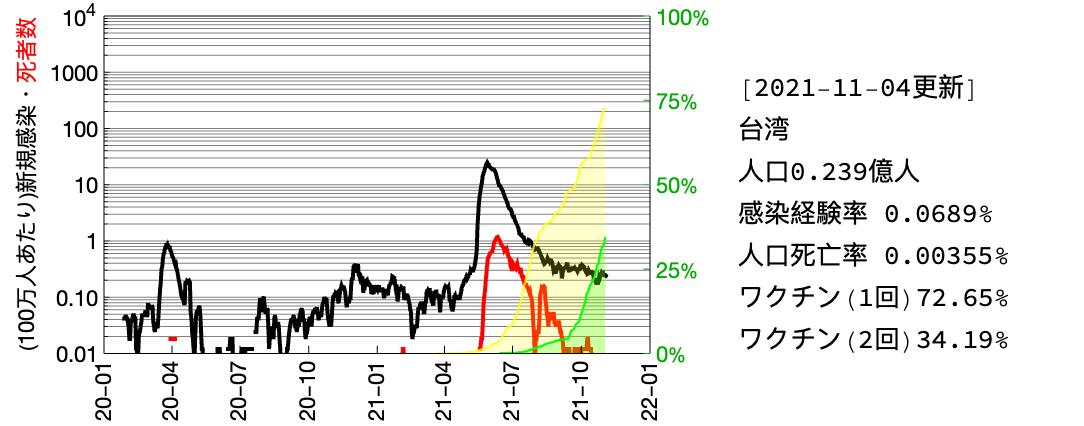 (100万人あたり)新規感染・死者数
10^4
1000
100
10
1
0.10
0.01
100%
75%
50%
25%
0%
20-01
20-04
20-07
20-10
21-01
21-04
21-07
21-10
22-01
[2021-11-04更新]
台湾
人口0.239億人
感染経験率 0.0689%
人口死亡率 0.00355%
ワクチン(1回)72.65%
ワクチン(2回)34.19%